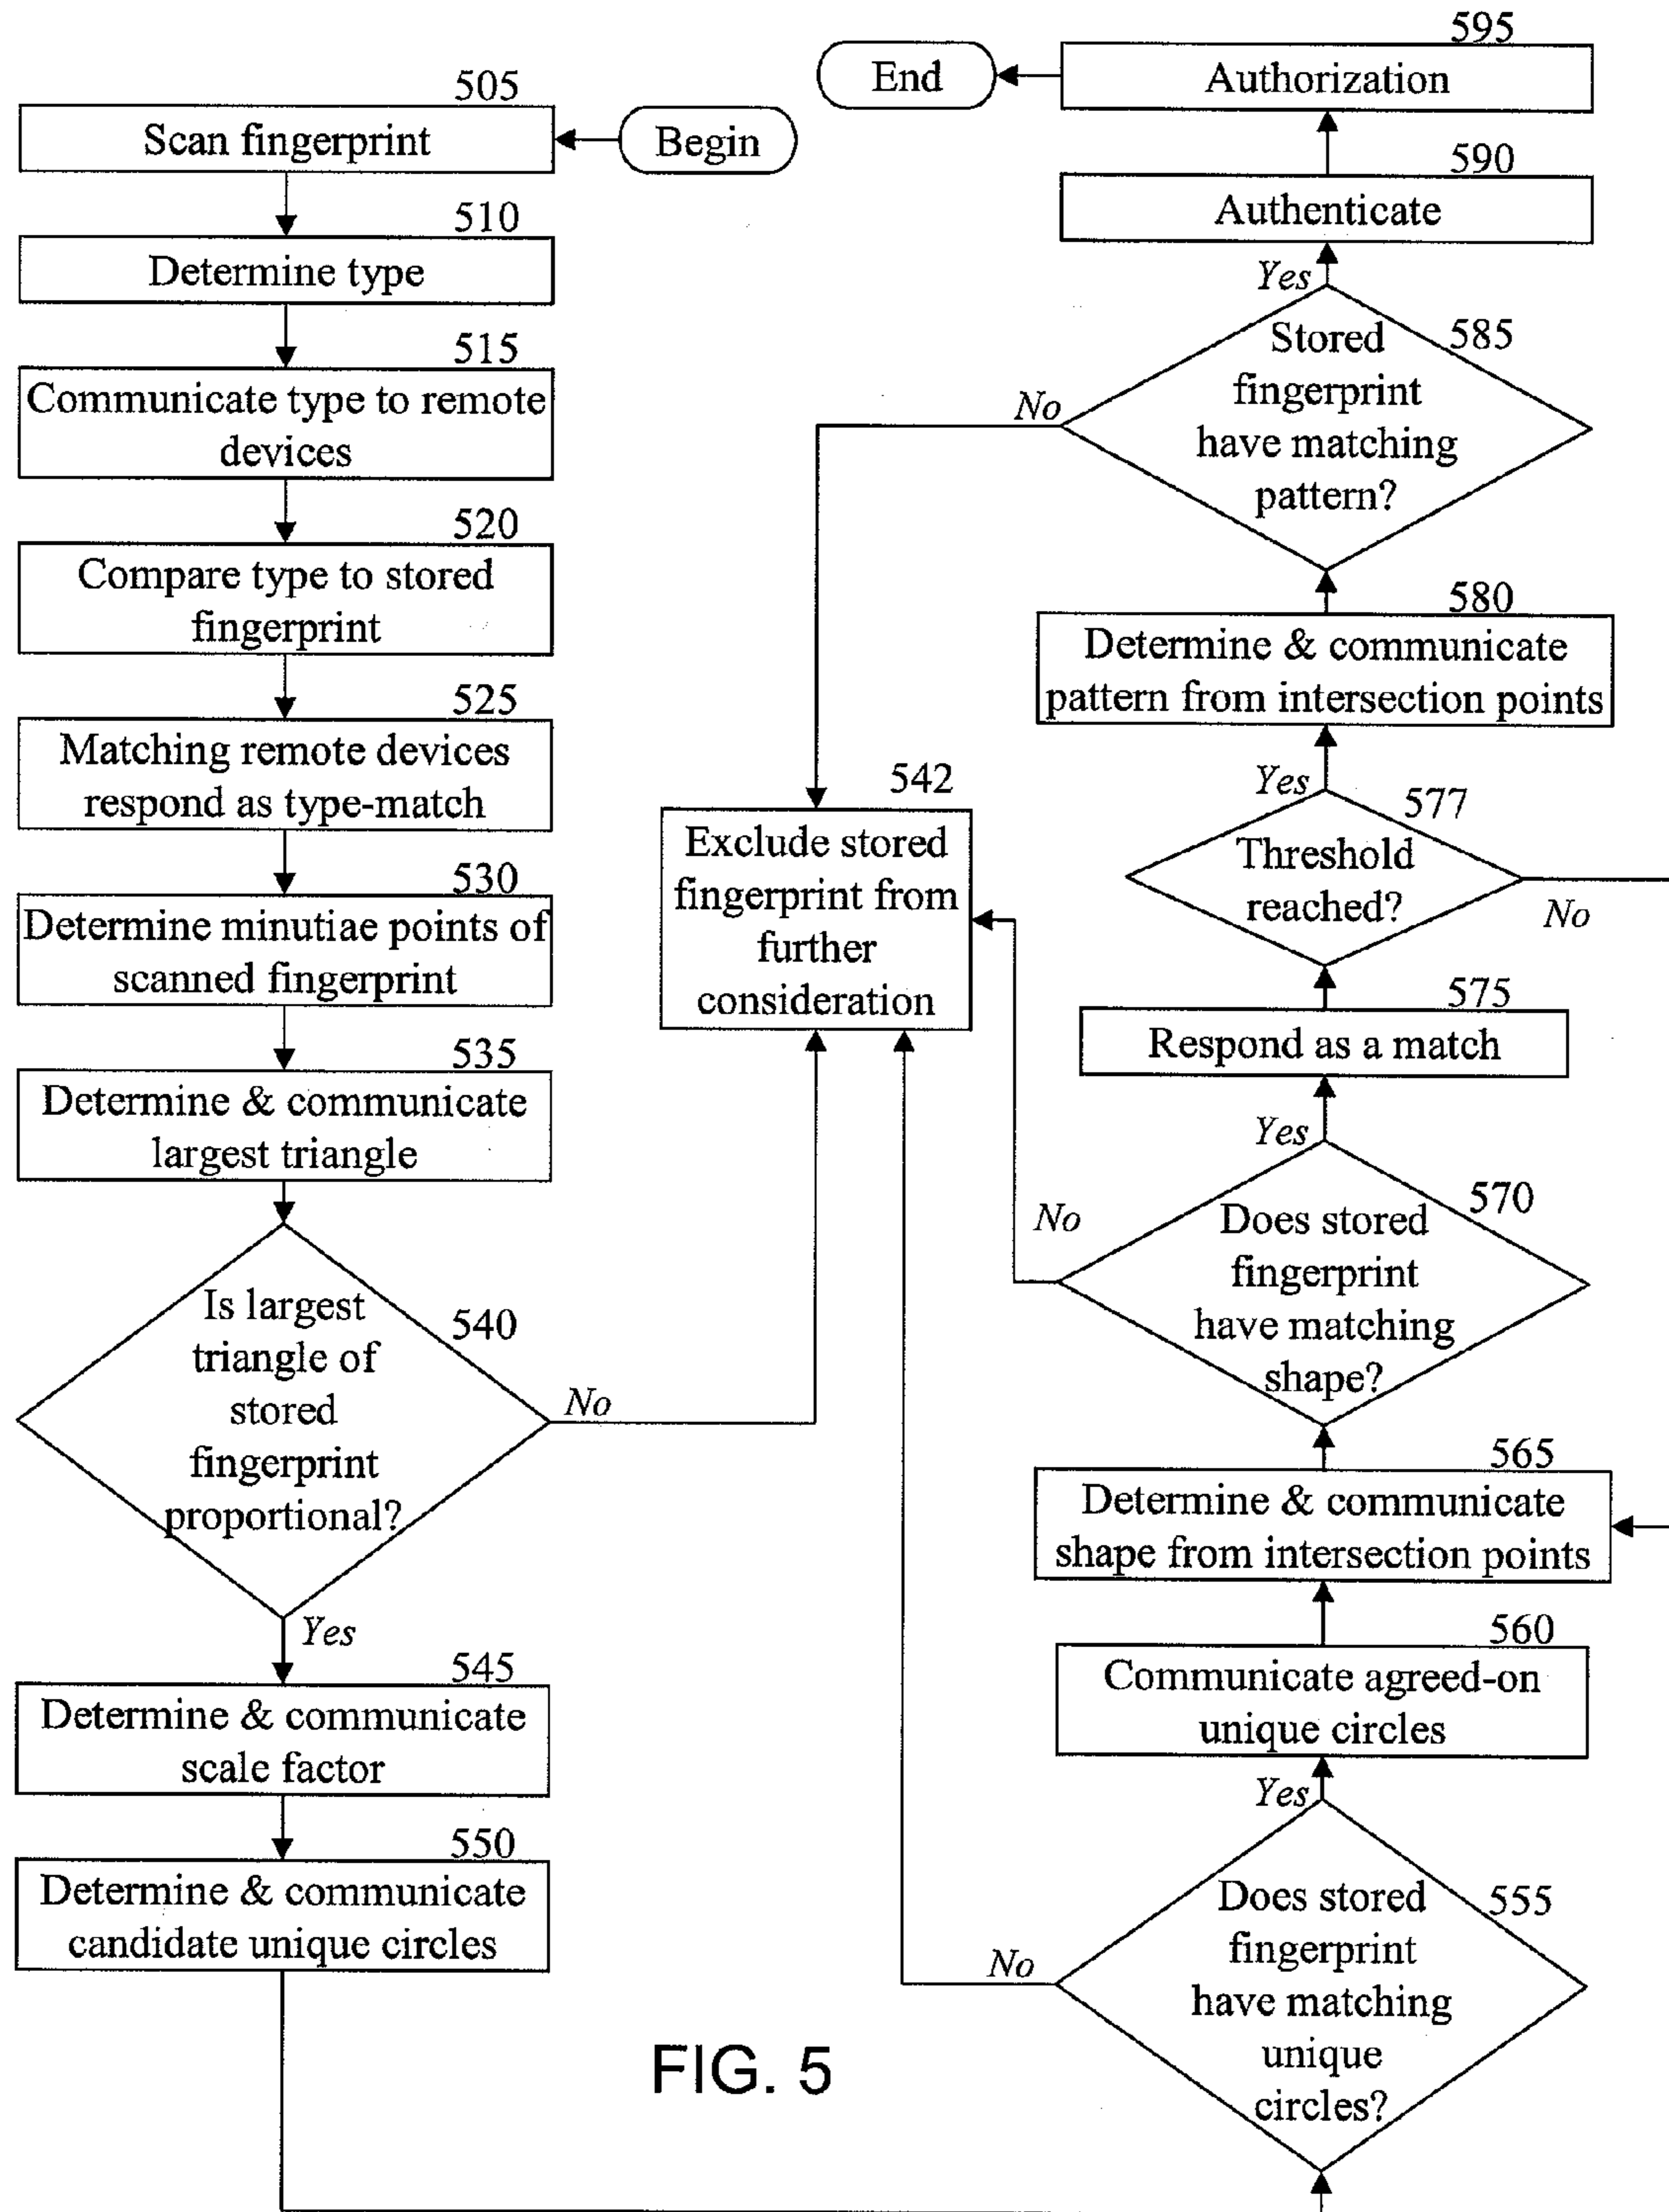 Begin
505
Scan fingerprint
510
Determine type
515
Communicate type to remote
devices
520
Compare type to stored
fingerprint
525
Matching remote devices
respond as type-match
530
Determine minutiae points of
scanned fingerprint
535
Determine & communicate
largest triangle
540
Is largest
triangle of
stored
fingerprint
proportional?
No
Yes
545
Determine & communicate
scale factor
550
Determine & communicate
candidate unique circles
542
Exclude stored
fingerprint from
further
consideration
End
595
Authorization
590
Authenticate
Yes
585
Stored
fingerprint
have matching
pattern?
No
580
Determine & communicate
pattern from intersection points
Yes
577
Threshold
reached?
No
575
Respond as a match
Yes
570
Does stored
fingerprint
have matching
shape?
No
565
Determine & communicate
shape from intersection points
560
Communicate agreed-on
unique circles
Yes
555
Does stored
fingerprint
have matching
unique
circles?
No
FIG. 5